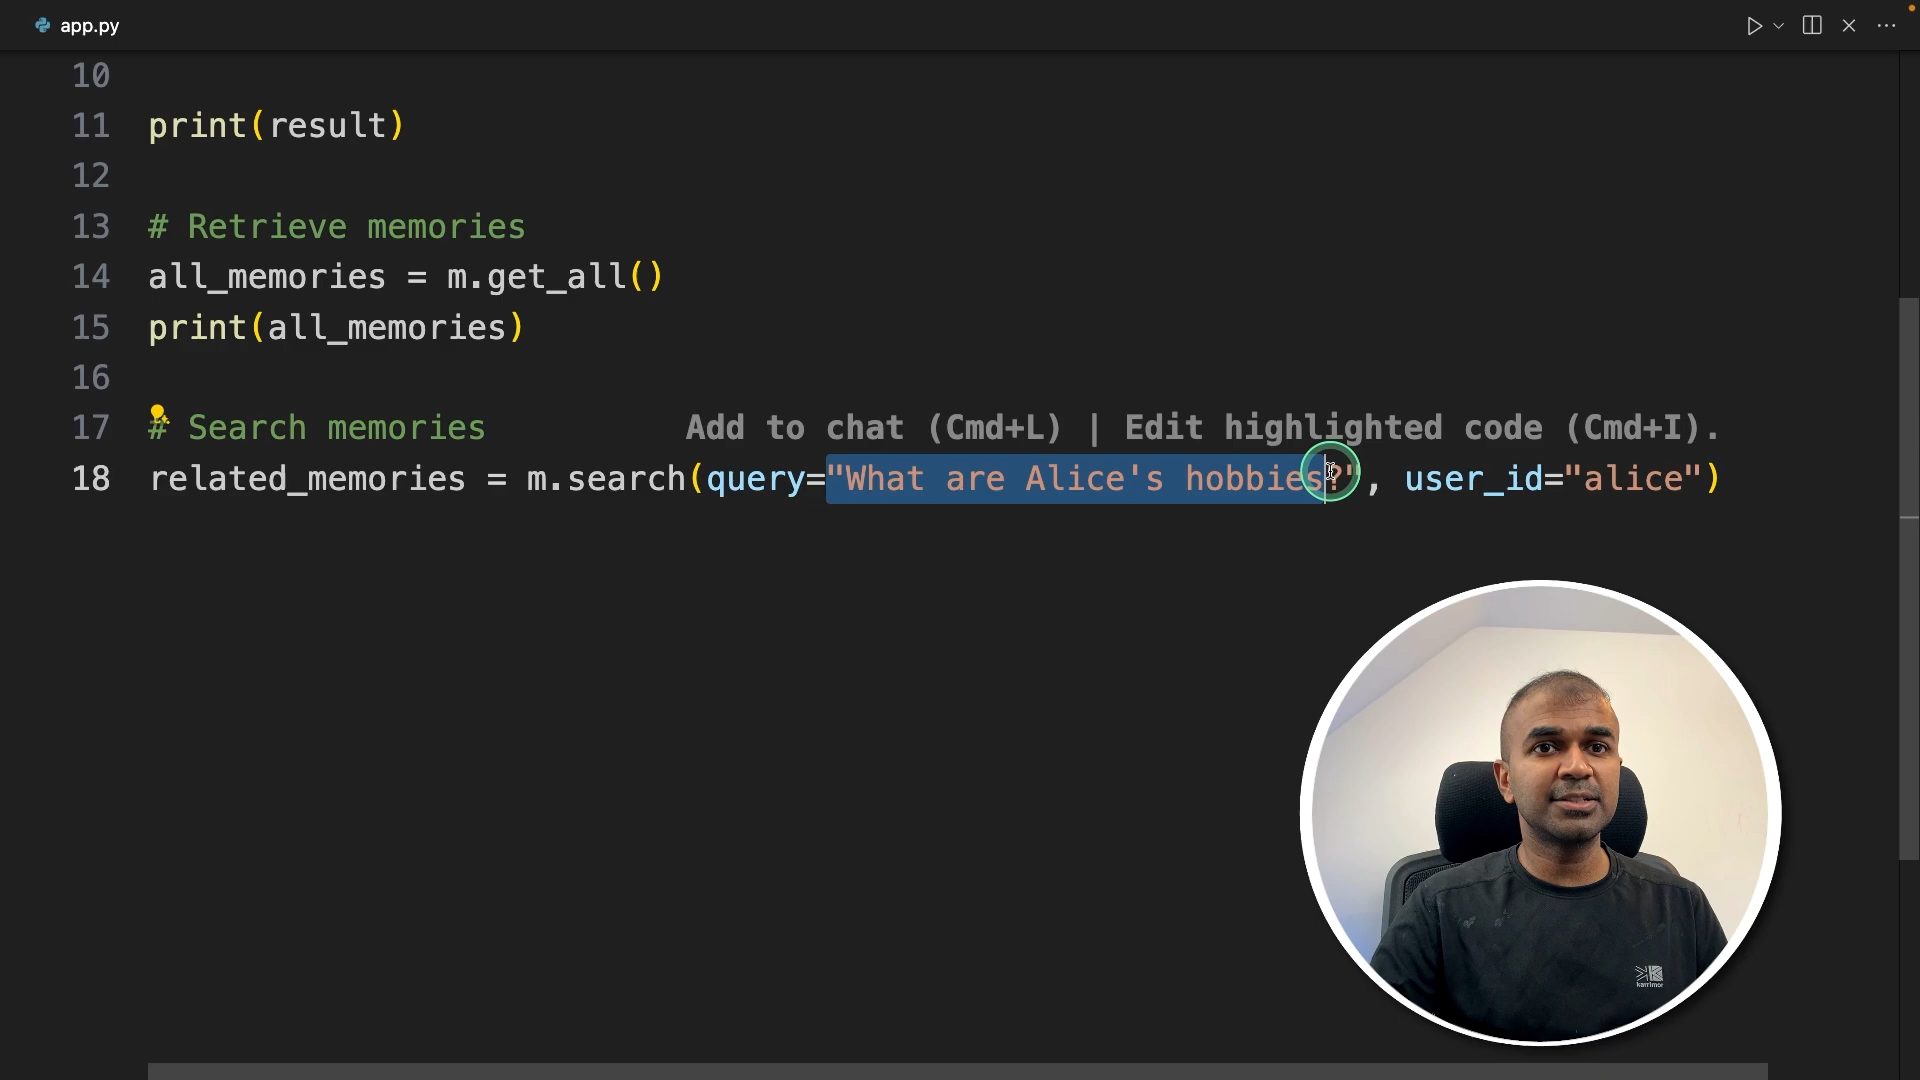 app.py
10
11 print(result)
12
13 # Retrieve memories
14 all_memories = m.get_all()
15 print(all_memories)
16
17 # Search memories Add to chat (Cmd+L) | Edit highlighted code (Cmd+I).
18 related_memories = m.search(query="What are Alice's hobbies?", user_id="alice")
karrimor